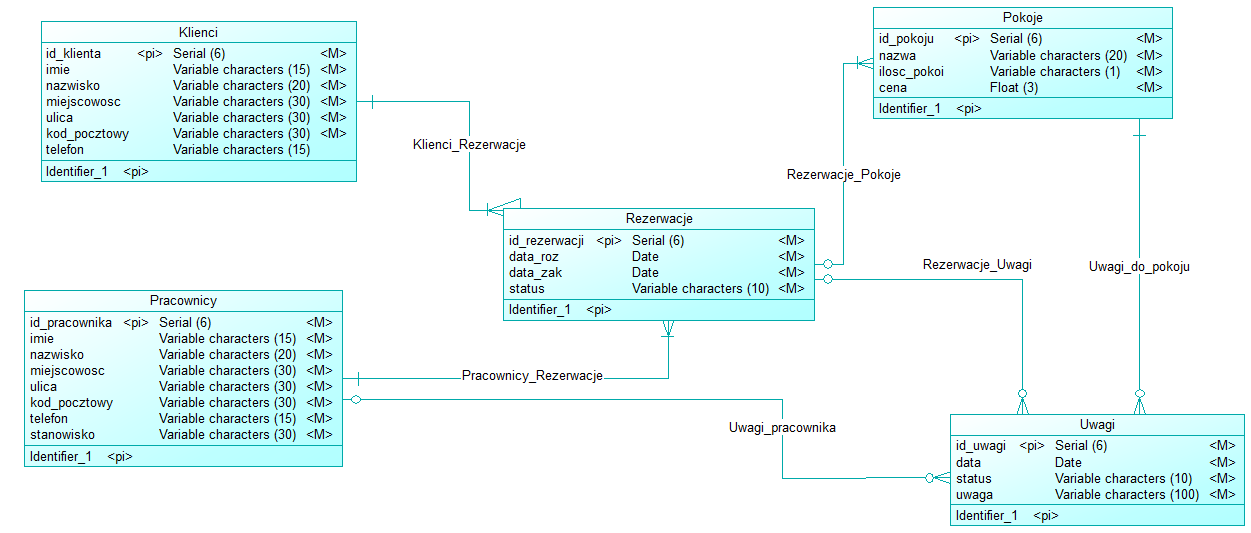 Klienci
id_klienta <pi> Serial (6) <M>
imie Variable characters (15) <M>
nazwisko Variable characters (20) <M>
miejscowosc Variable characters (30) <M>
ulica Variable characters (30) <M>
kod_pocztowy Variable characters (30) <M>
telefon Variable characters (15)
Identifier_1 <pi>
Pokoje
id_pokoju <pi> Serial (6) <M>
nazwa Variable characters (20) <M>
ilosc_pokoi Variable characters (1) <M>
cena Float (3) <M>
Identifier_1 <pi>
Klienci_Rezerwacje
Rezerwacje_Pokoje
Rezerwacje
id_rezerwacji <pi> Serial (6) <M>
data_roz Date <M>
data_zak Date <M>
status Variable characters (10) <M>
Identifier_1 <pi>
Rezerwacje_Uwagi
Uwagi_do_pokoju
Pracownicy
id_pracownika <pi> Serial (6) <M>
imie Variable characters (15) <M>
nazwisko Variable characters (20) <M>
miejscowosc Variable characters (30) <M>
ulica Variable characters (30) <M>
kod_pocztowy Variable characters (30) <M>
telefon Variable characters (15) <M>
stanowisko Variable characters (30) <M>
Identifier_1 <pi>
Pracownicy_Rezerwacje
Uwagi_pracownika
Uwagi
id_uwagi <pi> Serial (6) <M>
data Date <M>
status Variable characters (10) <M>
uwaga Variable characters (100) <M>
Identifier_1 <pi>